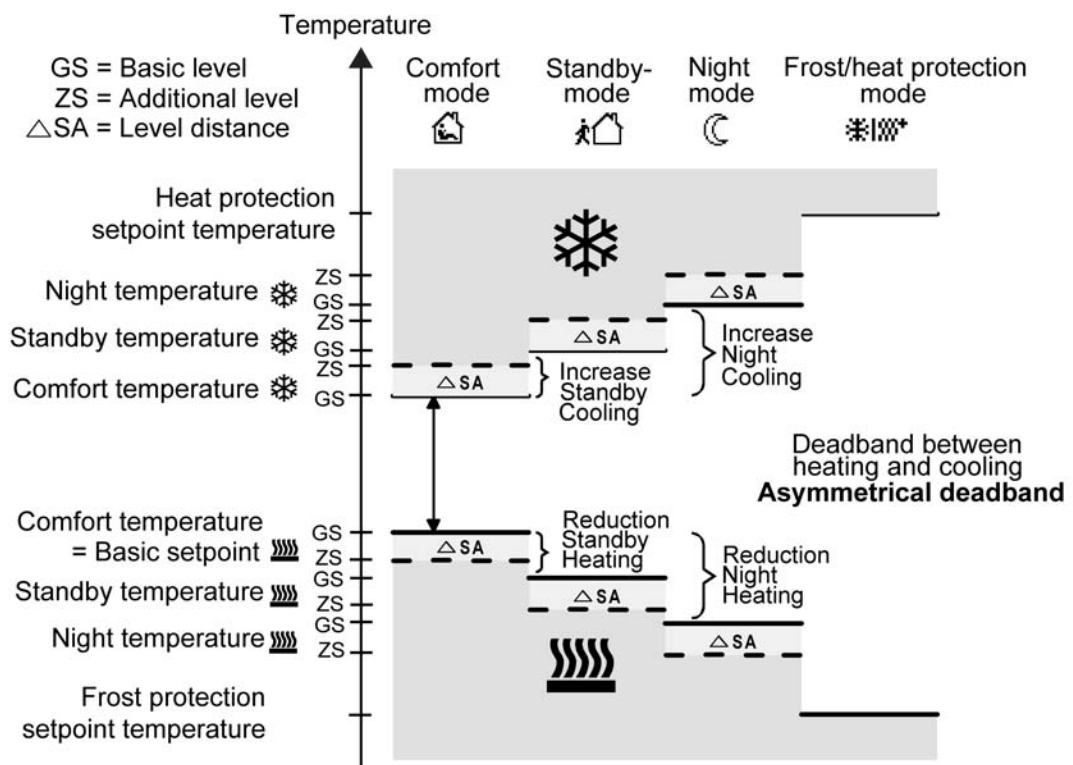 Temperature
GS = Basic level
ZS = Additional level
△SA = Level distance
Comfort
mode
Standby-
mode
Night
mode
Frost/heat protection
mode
Heat protection
setpoint temperature
Night temperature
Standby temperature
Comfort temperature
ZS
GS
ZS
GS
ZS
GS
△SA
△SA
△SA
Increase
Standby
Cooling
Increase
Night
Cooling
Deadband between
heating and cooling
Asymmetrical deadband
Comfort temperature
= Basic setpoint
Standby temperature
Night temperature
Frost protection
setpoint temperature
GS
ZS
GS
ZS
GS
ZS
△SA
△SA
△SA
Reduction
Standby
Heating
Reduction
Night
Heating